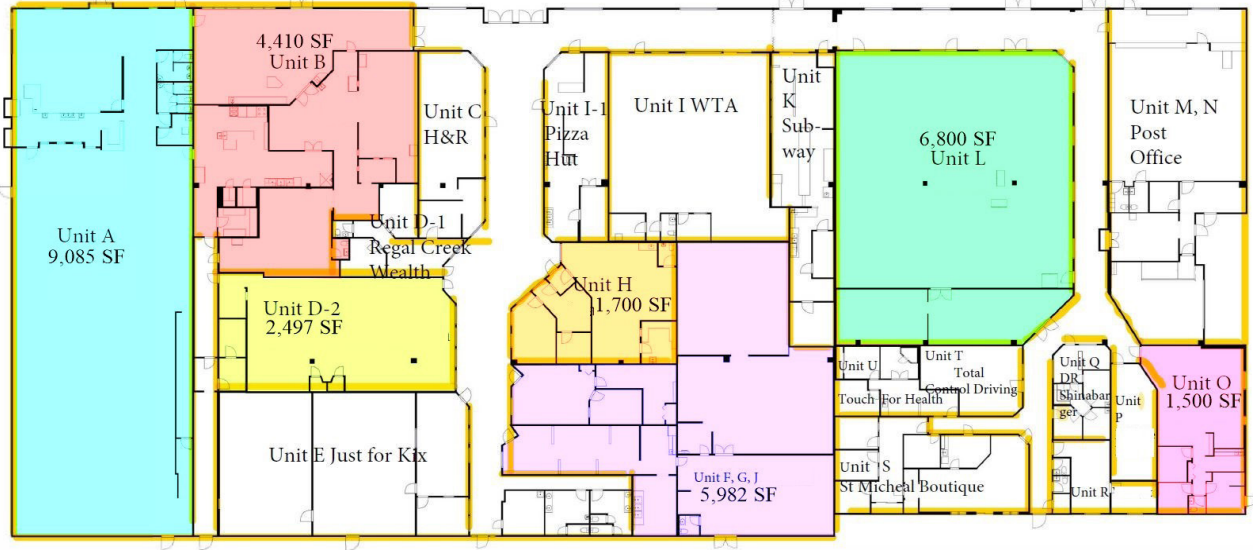 Unit A
9,085 SF
4,410 SF
Unit B
Unit C
H&R
Unit D-1
Regal Creek
Wealth
Unit D-2
2,497 SF
Unit E Just for Kix
Unit I-1
Pizza
Hut
Unit I WTA
Unit
K
Sub-
way
Unit H
1,700 SF
Unit F, G, J
5,982 SF
6,800 SF
Unit L
Unit M, N
Post
Office
Unit U
Touch For Health
Unit T
Total
Control Driving
Unit S
St Micheal Boutique
Unit Q
DR
Shinabar
ger
Unit
P
Unit R
Unit O
1,500 SF